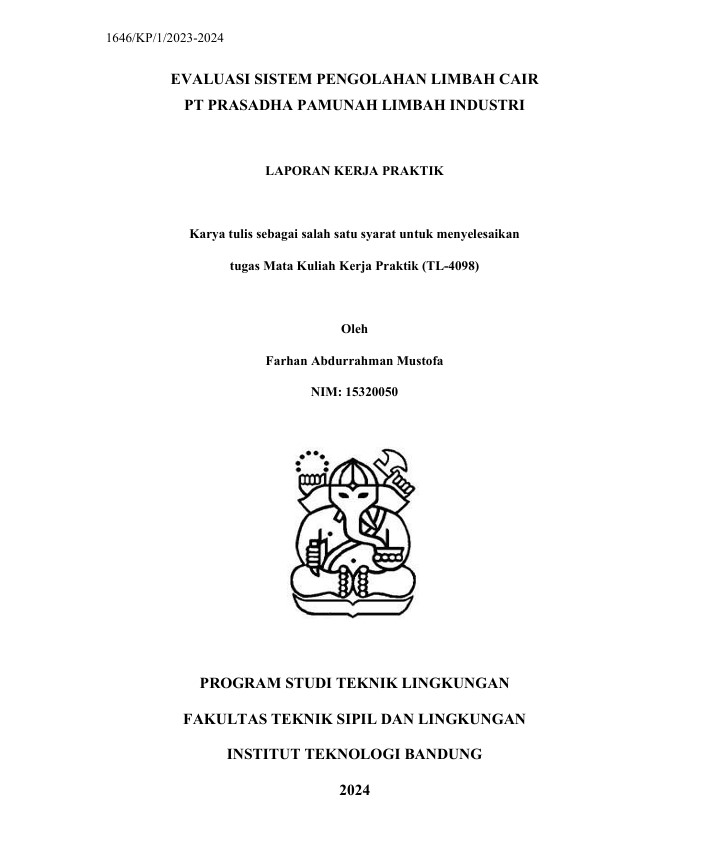 1646/KP/1/2023-2024
EVALUASI SISTEM PENGOLAHAN LIMBAH CAIR
PT PRASADHA PAMUNAH LIMBAH INDUSTRI
LAPORAN KERJA PRAKTIK
Karya tulis sebagai salah satu syarat untuk menyelesaikan
tugas Mata Kuliah Kerja Praktik (TL-4098)
Oleh
Farhan Abdurrahman Mustofa
NIM: 15320050
PROGRAM STUDI TEKNIK LINGKUNGAN
FAKULTAS TEKNIK SIPIL DAN LINGKUNGAN
INSTITUT TEKNOLOGI BANDUNG
2024